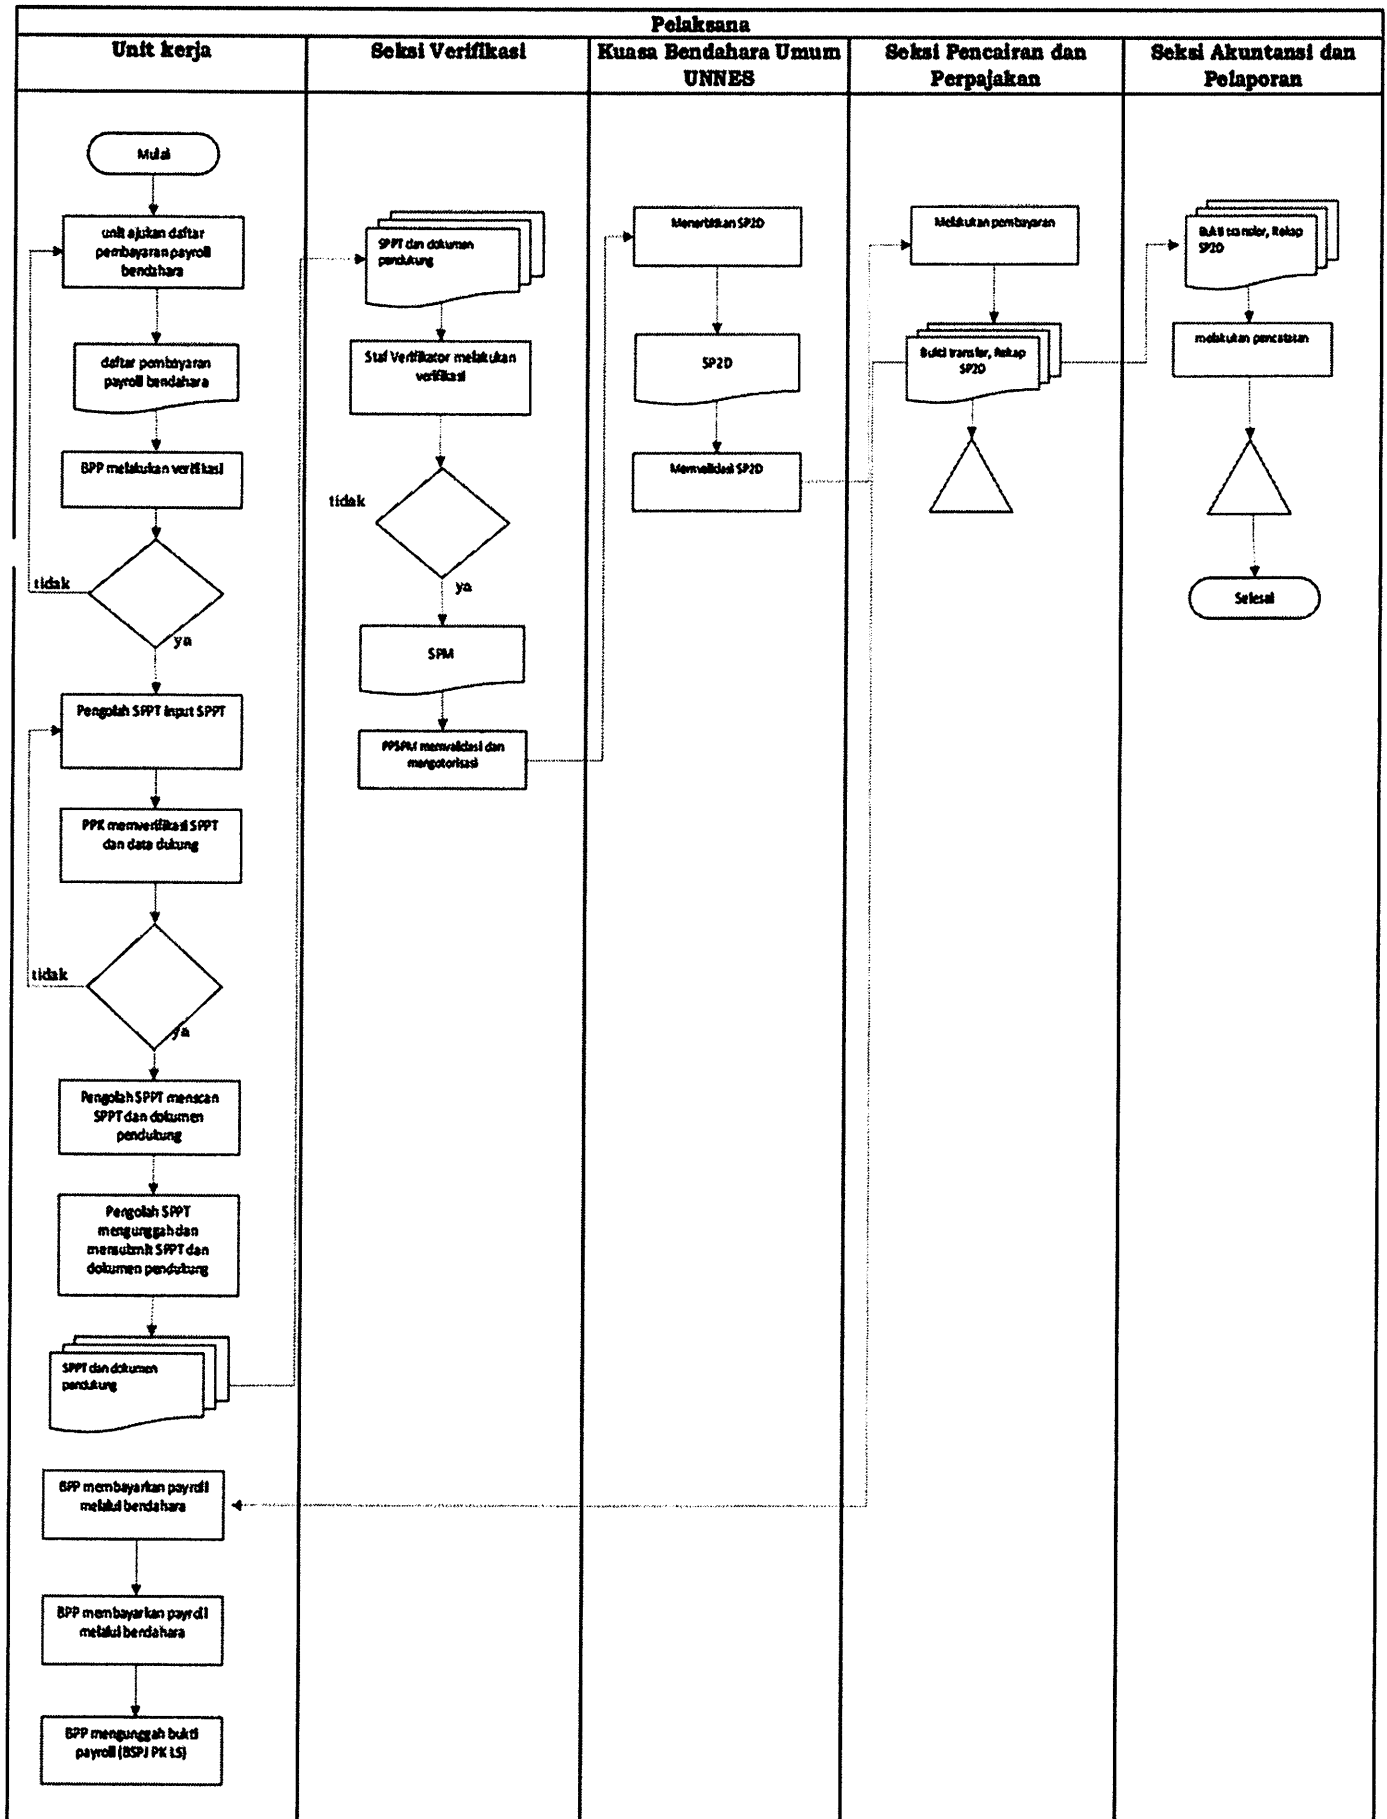 Pelaksana
Unit kerja
Seksi Verifikasi
Kuasa Bendahara Umum
UNNES
Seksi Pencairan dan
Perpajakan
Seksi Akuntansi dan
Pelaporan
Mulai
unit ajukan daftar
pembayaran payroll
bendahara
daftar pembayaran
payroll bendahara
BPP melakukan verifikasi
tidak
ya
Pengolah SPPT input SPPT
PPK memverifikasi SPPT
dan data dukung
tidak
ya
Pengolah SPPT menscan
SPPT dan dokumen
pendukung
Pengolah SPPT
mengunggah dan
mensubmit SPPT dan
dokumen pendukung
SPPT dan dokumen
pendukung
BPP membayarkan payroll
melalui bendahara
BPP membayarkan payroll
melalui bendahara
BPP mengunggah bukti
payroll (BSPJ PK LS)
SPPT dan dokumen
pendukung
Staf Verifikator melakukan
verifikasi
tidak
ya
SPM
PPSPM memvalidasi dan
mengotorisasi
Menerbitkan SP2D
SP2D
Memvalidasi SP2D
Melakukan pembayaran
Bukti transfer, Rekap
SP2D
Bukti transfer, Rekap
SP2D
melakukan pencatatan
Selesai